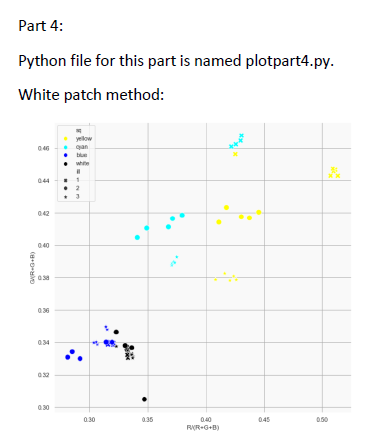 Part 4:
Python file for this part is named plotpart4.py.
White patch method:
sq
yellow
cyan
blue
white
ill
1
2
3
0.46
0.44
0.42
0.40
0.38
0.36
0.34
0.32
0.30
G/(R+G+B)
0.30 0.35 0.40 0.45 0.50
R/(R+G+B)